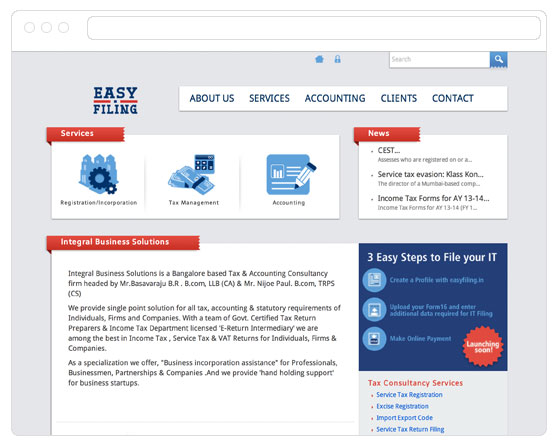 Search
EASY
FILING
ABOUT US SERVICES ACCOUNTING CLIENTS CONTACT
Services
Registration/Incorporation
Tax Management
Accounting
News
CEST...
Assesses who are registered on or a...
Service tax evasion: Klass Kon...
The director of a Mumbai-based comp...
Income Tax Forms for AY 13-14...
Income Tax Forms for AY 13-14 (FY 1...
Integral Business Solutions
Integral Business Solutions is a Bangalore based Tax & Accounting Consultancy
firm headed by Mr.Basavaraju B.R . B.com, LLB (CA) & Mr. Nijoe Paul. B.com, TRPS
(CS)
We provide single point solution for all tax, accounting & statutory requirements of
Individuals, Firms and Companies. With a team of Govt. Certified Tax Return
Preparers & Income Tax Department licensed 'E-Return Intermediary' we are
among the best in Income Tax , Service Tax & VAT Returns for Individuals, Firms &
Companies.
As a specialization we offer, "Business incorporation assistance" for Professionals,
Businessmen, Partnerships & Companies .And we provide 'hand holding support'
for business startups.
3 Easy Steps to File your IT
Create a Profile with easyfiling.in
Upload your Form16 and enter
additional data required for IT Filing
Make Online Payment
Launching
soon!
Tax Consultancy Services
Service Tax Registration
Excise Registration
Import Export Code
Service Tax Return Filing